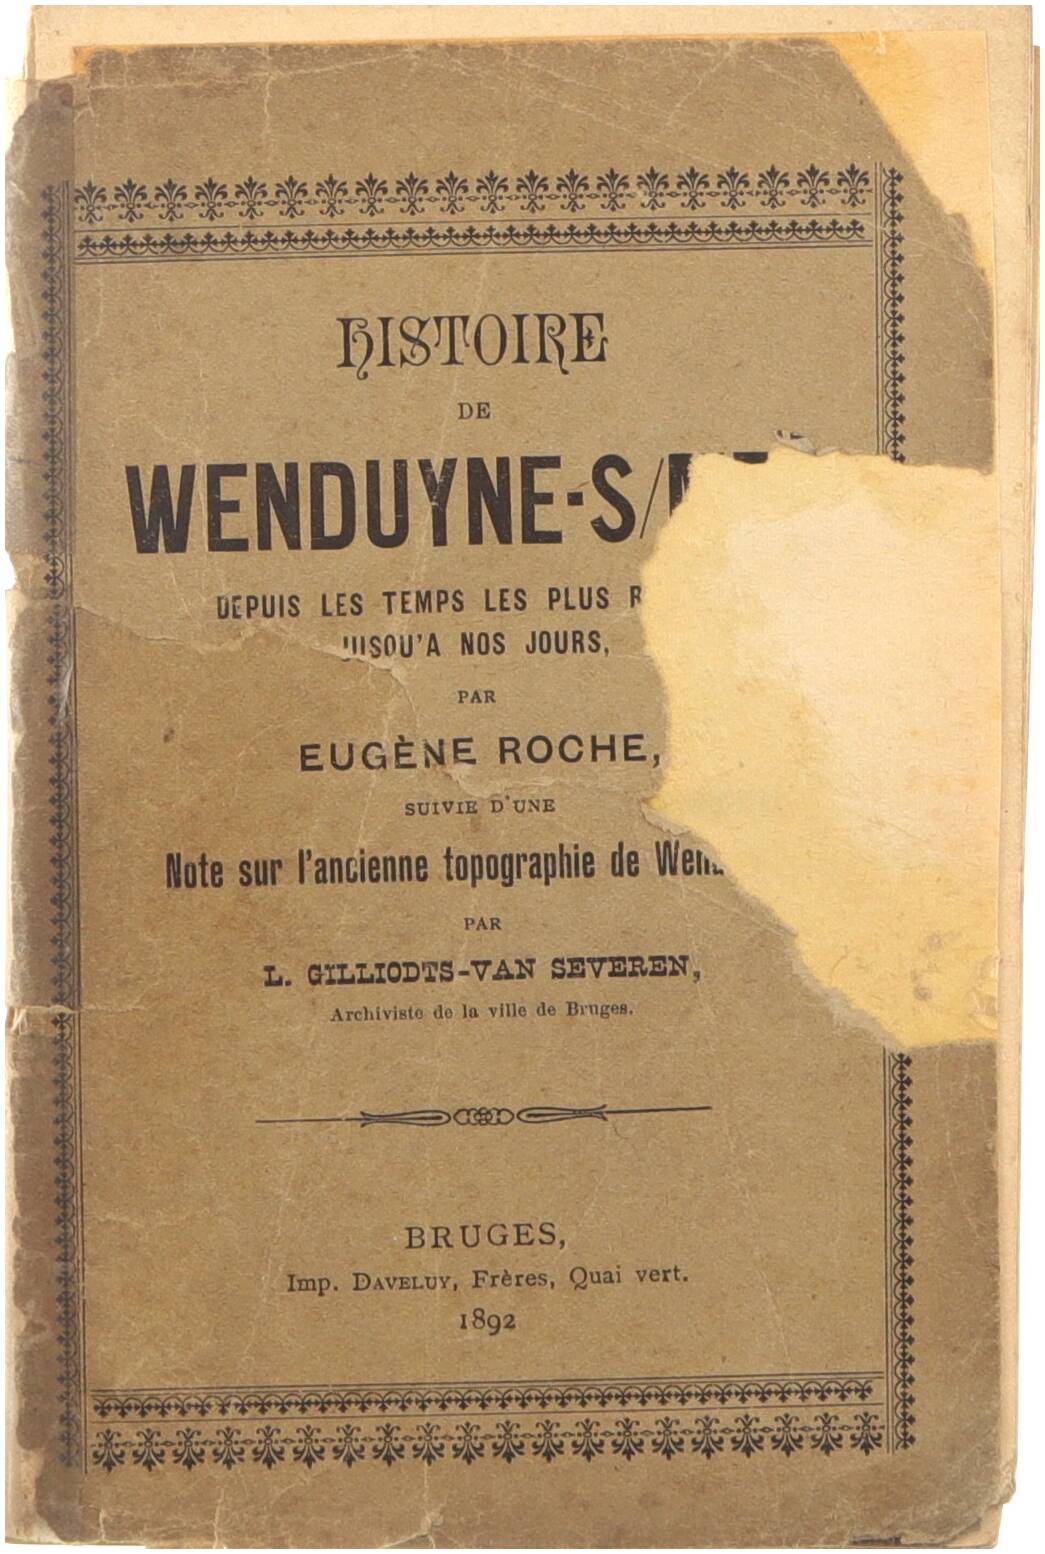 HISTOIRE
DE
WENDUYNE-S/
DEPUIS LES TEMPS LES PLUS
JUSQU'A NOS JOURS,
PAR
EUGÈNE ROCHE,
SUIVIE D'UNE
Note sur l'ancienne topographie de
PAR
L. GILLIODTS-VAN SEVEREN,
Archiviste de la ville de Bruges.
BRUGES,
Imp. DAVELUY, Frères, Quai vert.
1892